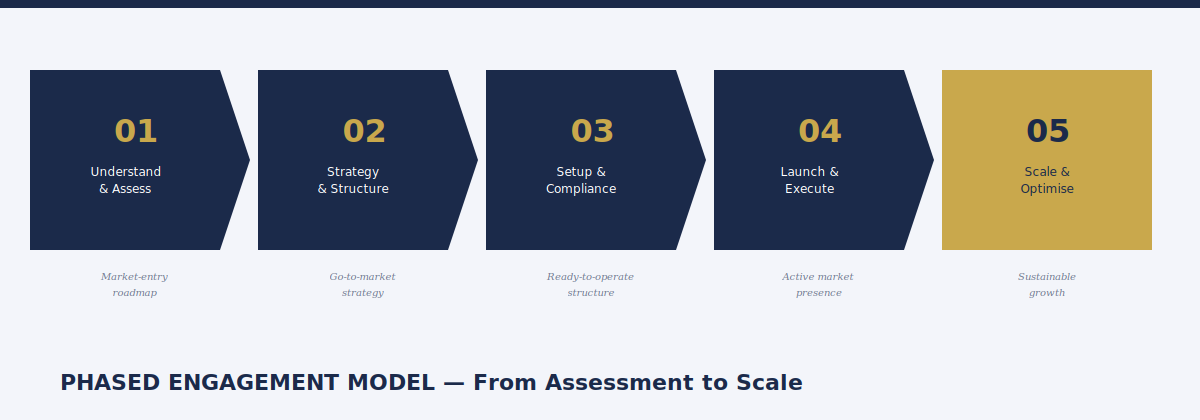 01
Understand
& Assess
02
Strategy
& Structure
03
Setup &
Compliance
04
Launch &
Execute
05
Scale &
Optimise
Market-entry
roadmap
Go-to-market
strategy
Ready-to-operate
structure
Active market
presence
Sustainable
growth
PHASED ENGAGEMENT MODEL — From Assessment to Scale